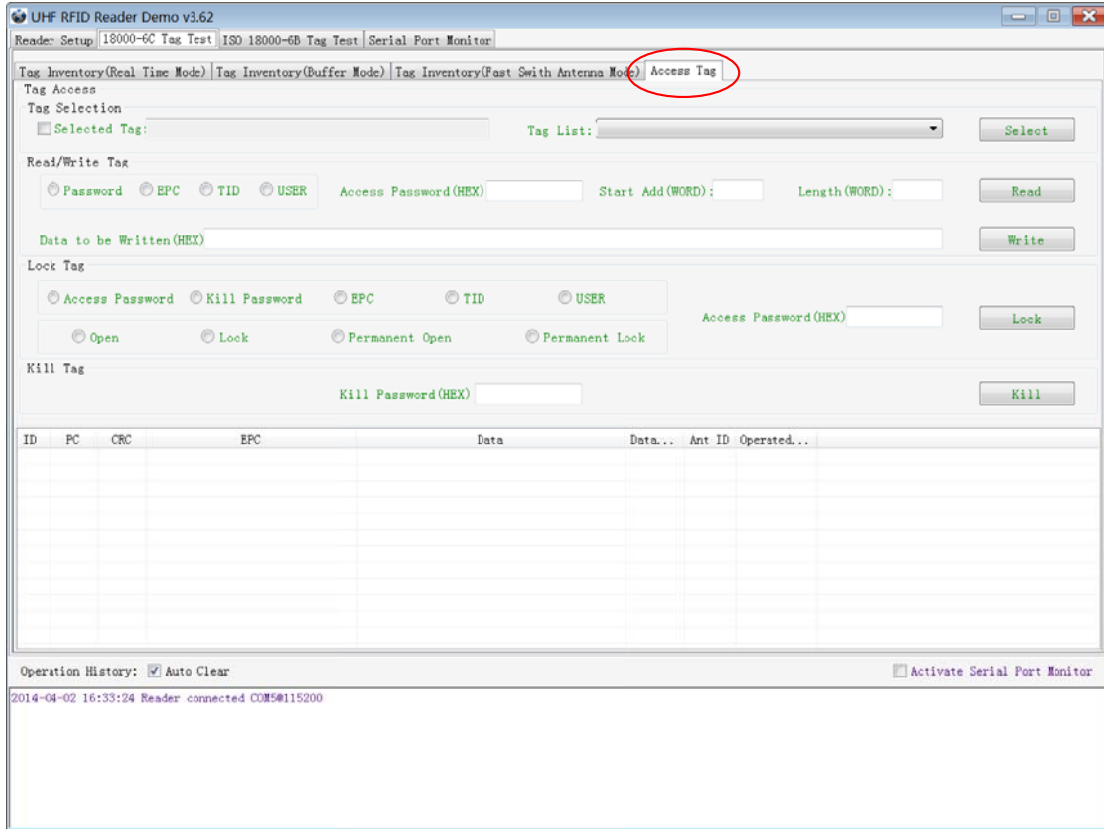 UHF RFID Reader Demo v3.62
Reader Setup 18000-6C Tag Test ISO 18000-6B Tag Test Serial Port Monitor
Tag Inventory(Real Time Mode) Tag Inventory(Buffer Mode) Tag Inventory(Fast Swith Antenna Mode) Access Tag
Tag Access
Tag Selection
Selected Tag: Tag List: Select
Read/Write Tag
Password EPC TID USER Access Password(HEX) Start Add(WORD): Length(WORD): Read
Data to be Written(HEX) Write
Lock Tag
Access Password Kill Password EPC TID USER
Access Password(HEX) Lock
Open Lock Permanent Open Permanent Lock
Kill Tag
Kill Password(HEX) Kill
ID PC CRC EPC Data Data... Ant ID Operated...
Operation History: Auto Clear Activate Serial Port Monitor
2014-04-02 16:33:24 Reader connected COM5@115200